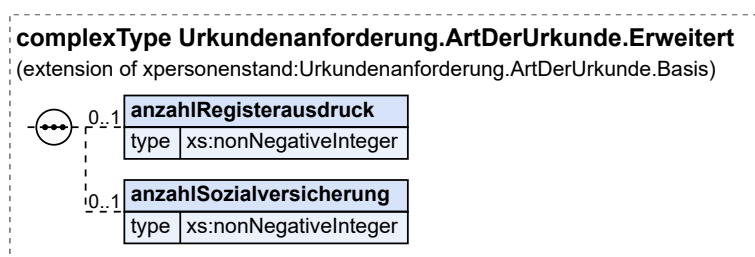 complexType Urkundenanforderung.ArtDerUrkunde.Erweitert
(extension of xpersonenstand:Urkundenanforderung.ArtDerUrkunde.Basis)
0..1 anzahlRegisterausdruck
type xs:nonNegativeInteger
0..1 anzahlSozialversicherung
type xs:nonNegativeInteger